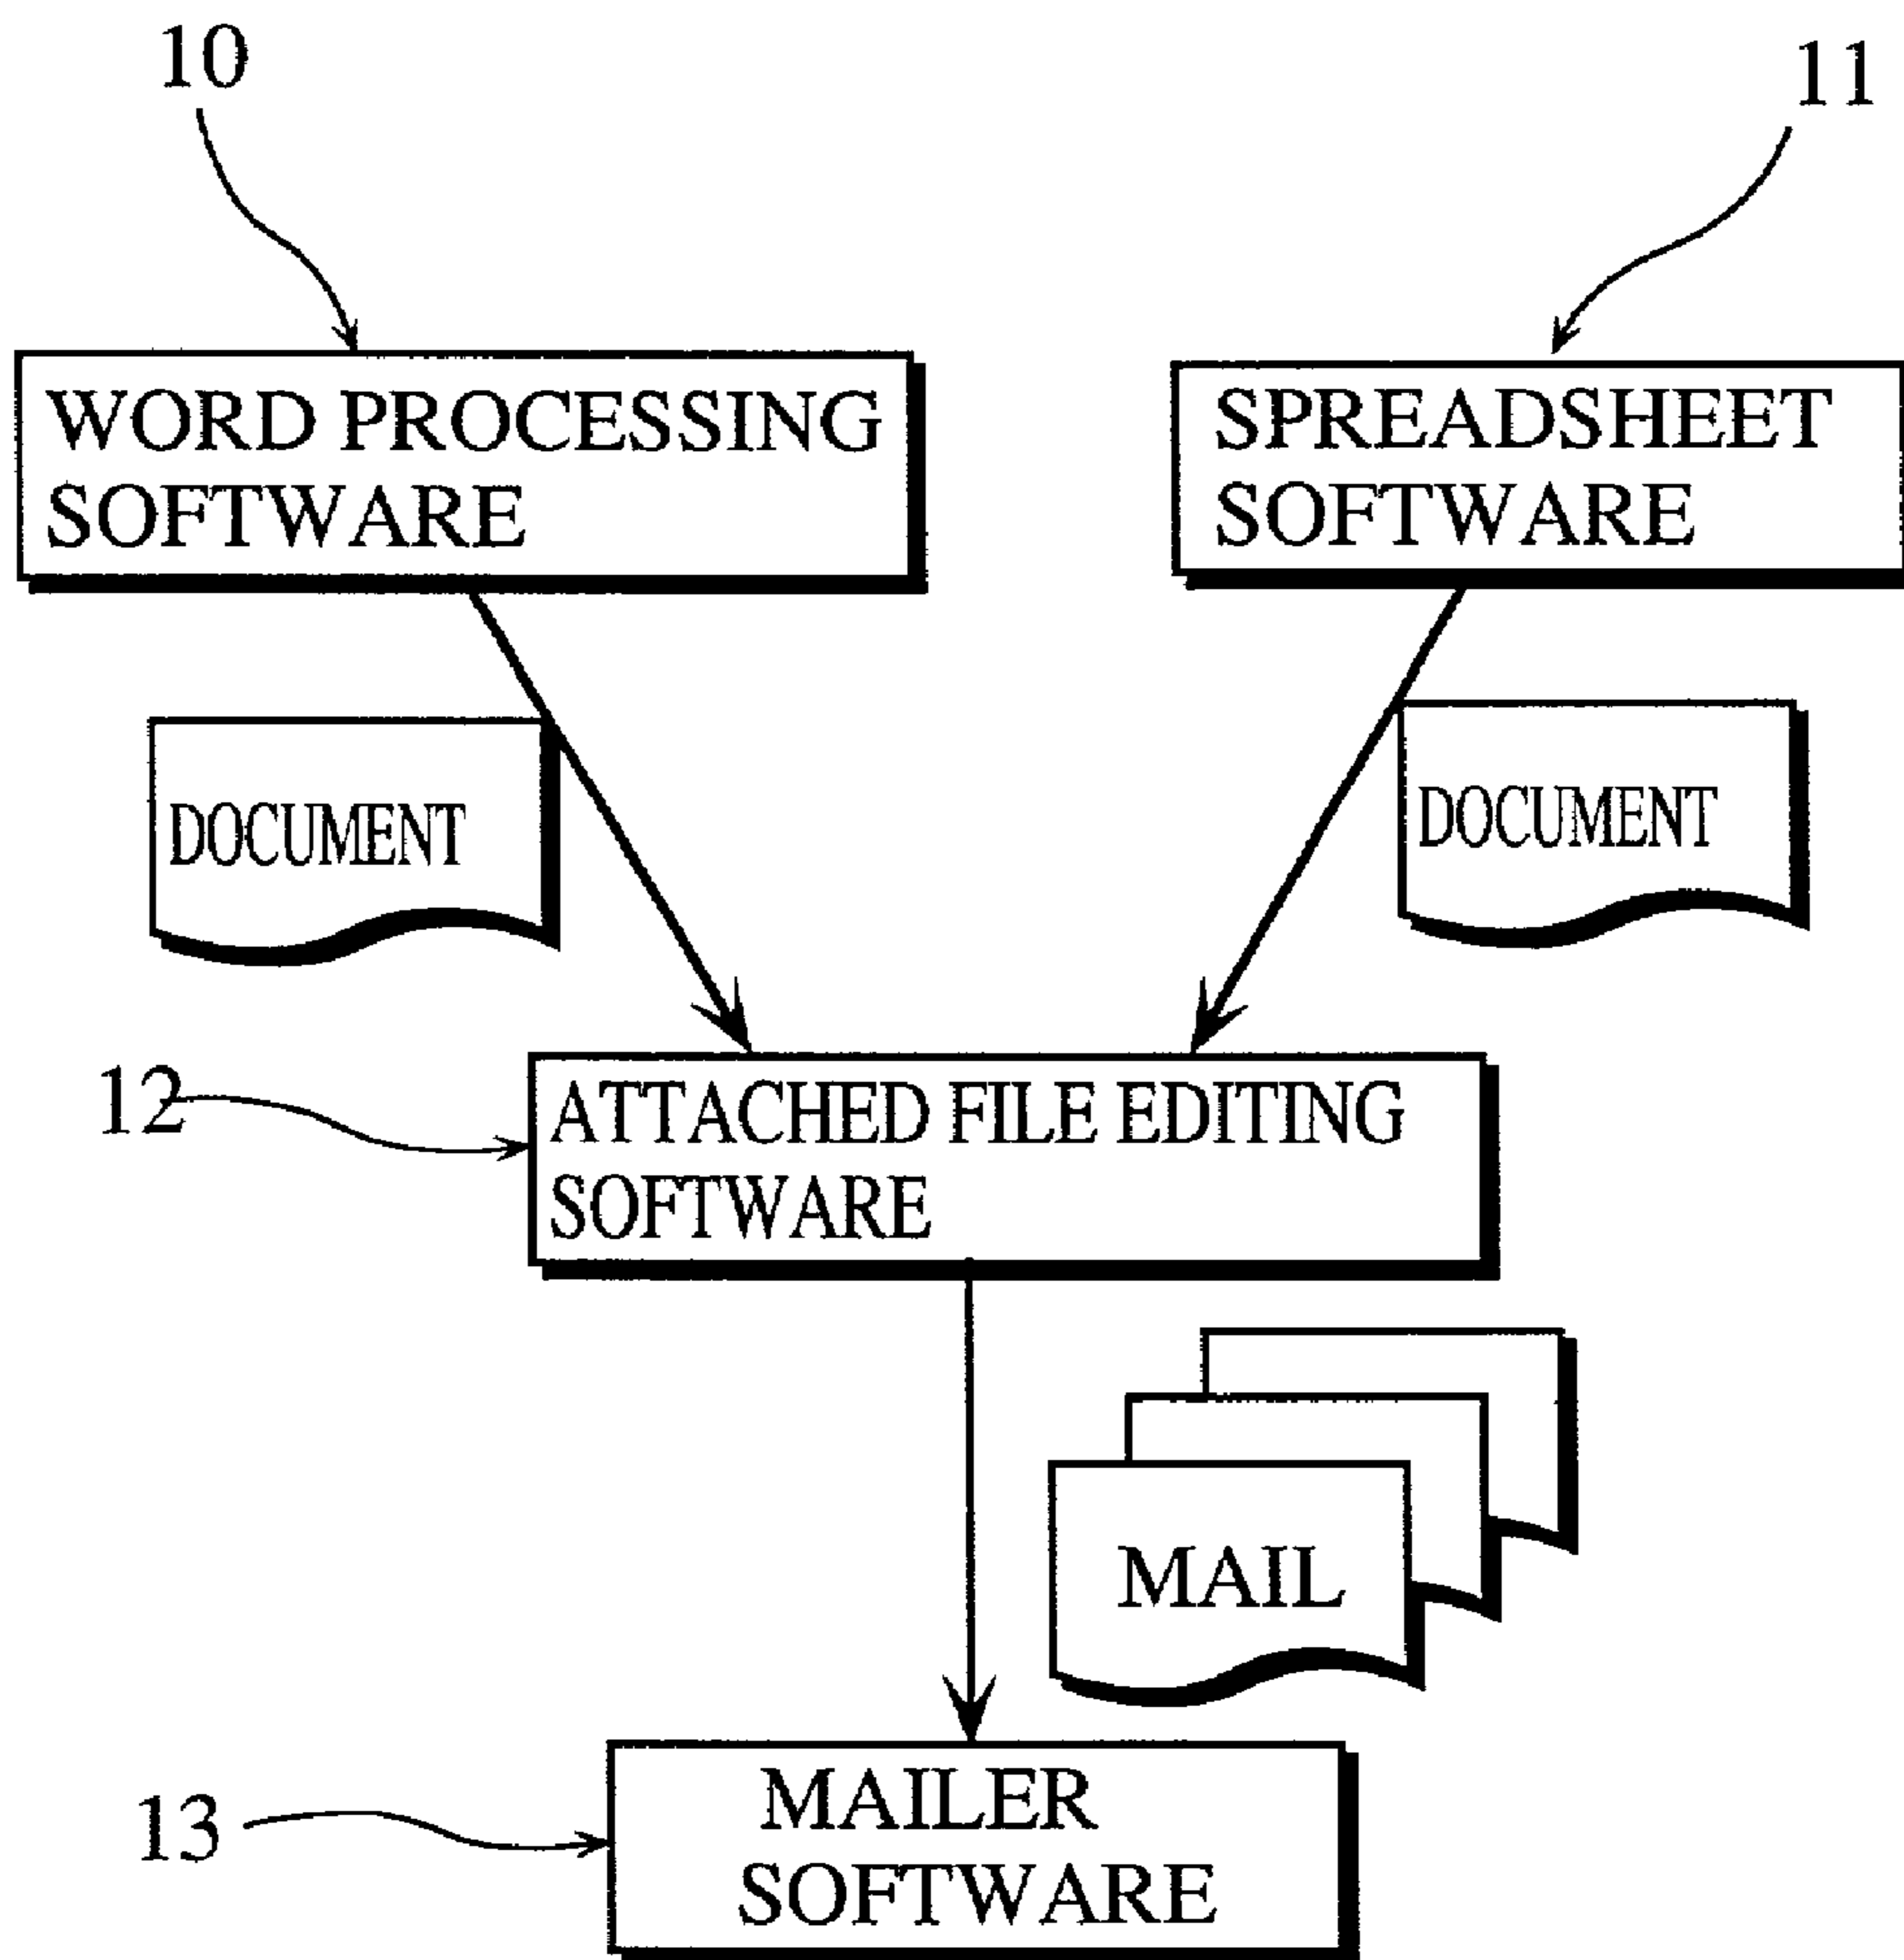 10
11
WORD PROCESSING
SOFTWARE
SPREADSHEET
SOFTWARE
DOCUMENT
DOCUMENT
12
ATTACHED FILE EDITING
SOFTWARE
MAIL
13
MAILER
SOFTWARE